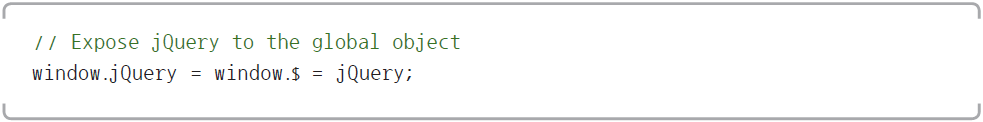 // Expose jQuery to the global object
window.jQuery = window.$ = jQuery;